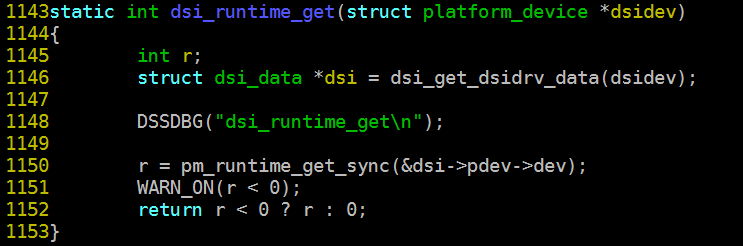 1143static int dsi_runtime_get(struct platform_device *dsidev)
1144{
1145        int r;
1146        struct dsi_data *dsi = dsi_get_dsidrv_data(dsidev);
1147
1148        DSSDBG("dsi_runtime_get\n");
1149
1150        r = pm_runtime_get_sync(&dsi->pdev->dev);
1151        WARN_ON(r < 0);
1152        return r < 0 ? r : 0;
1153}